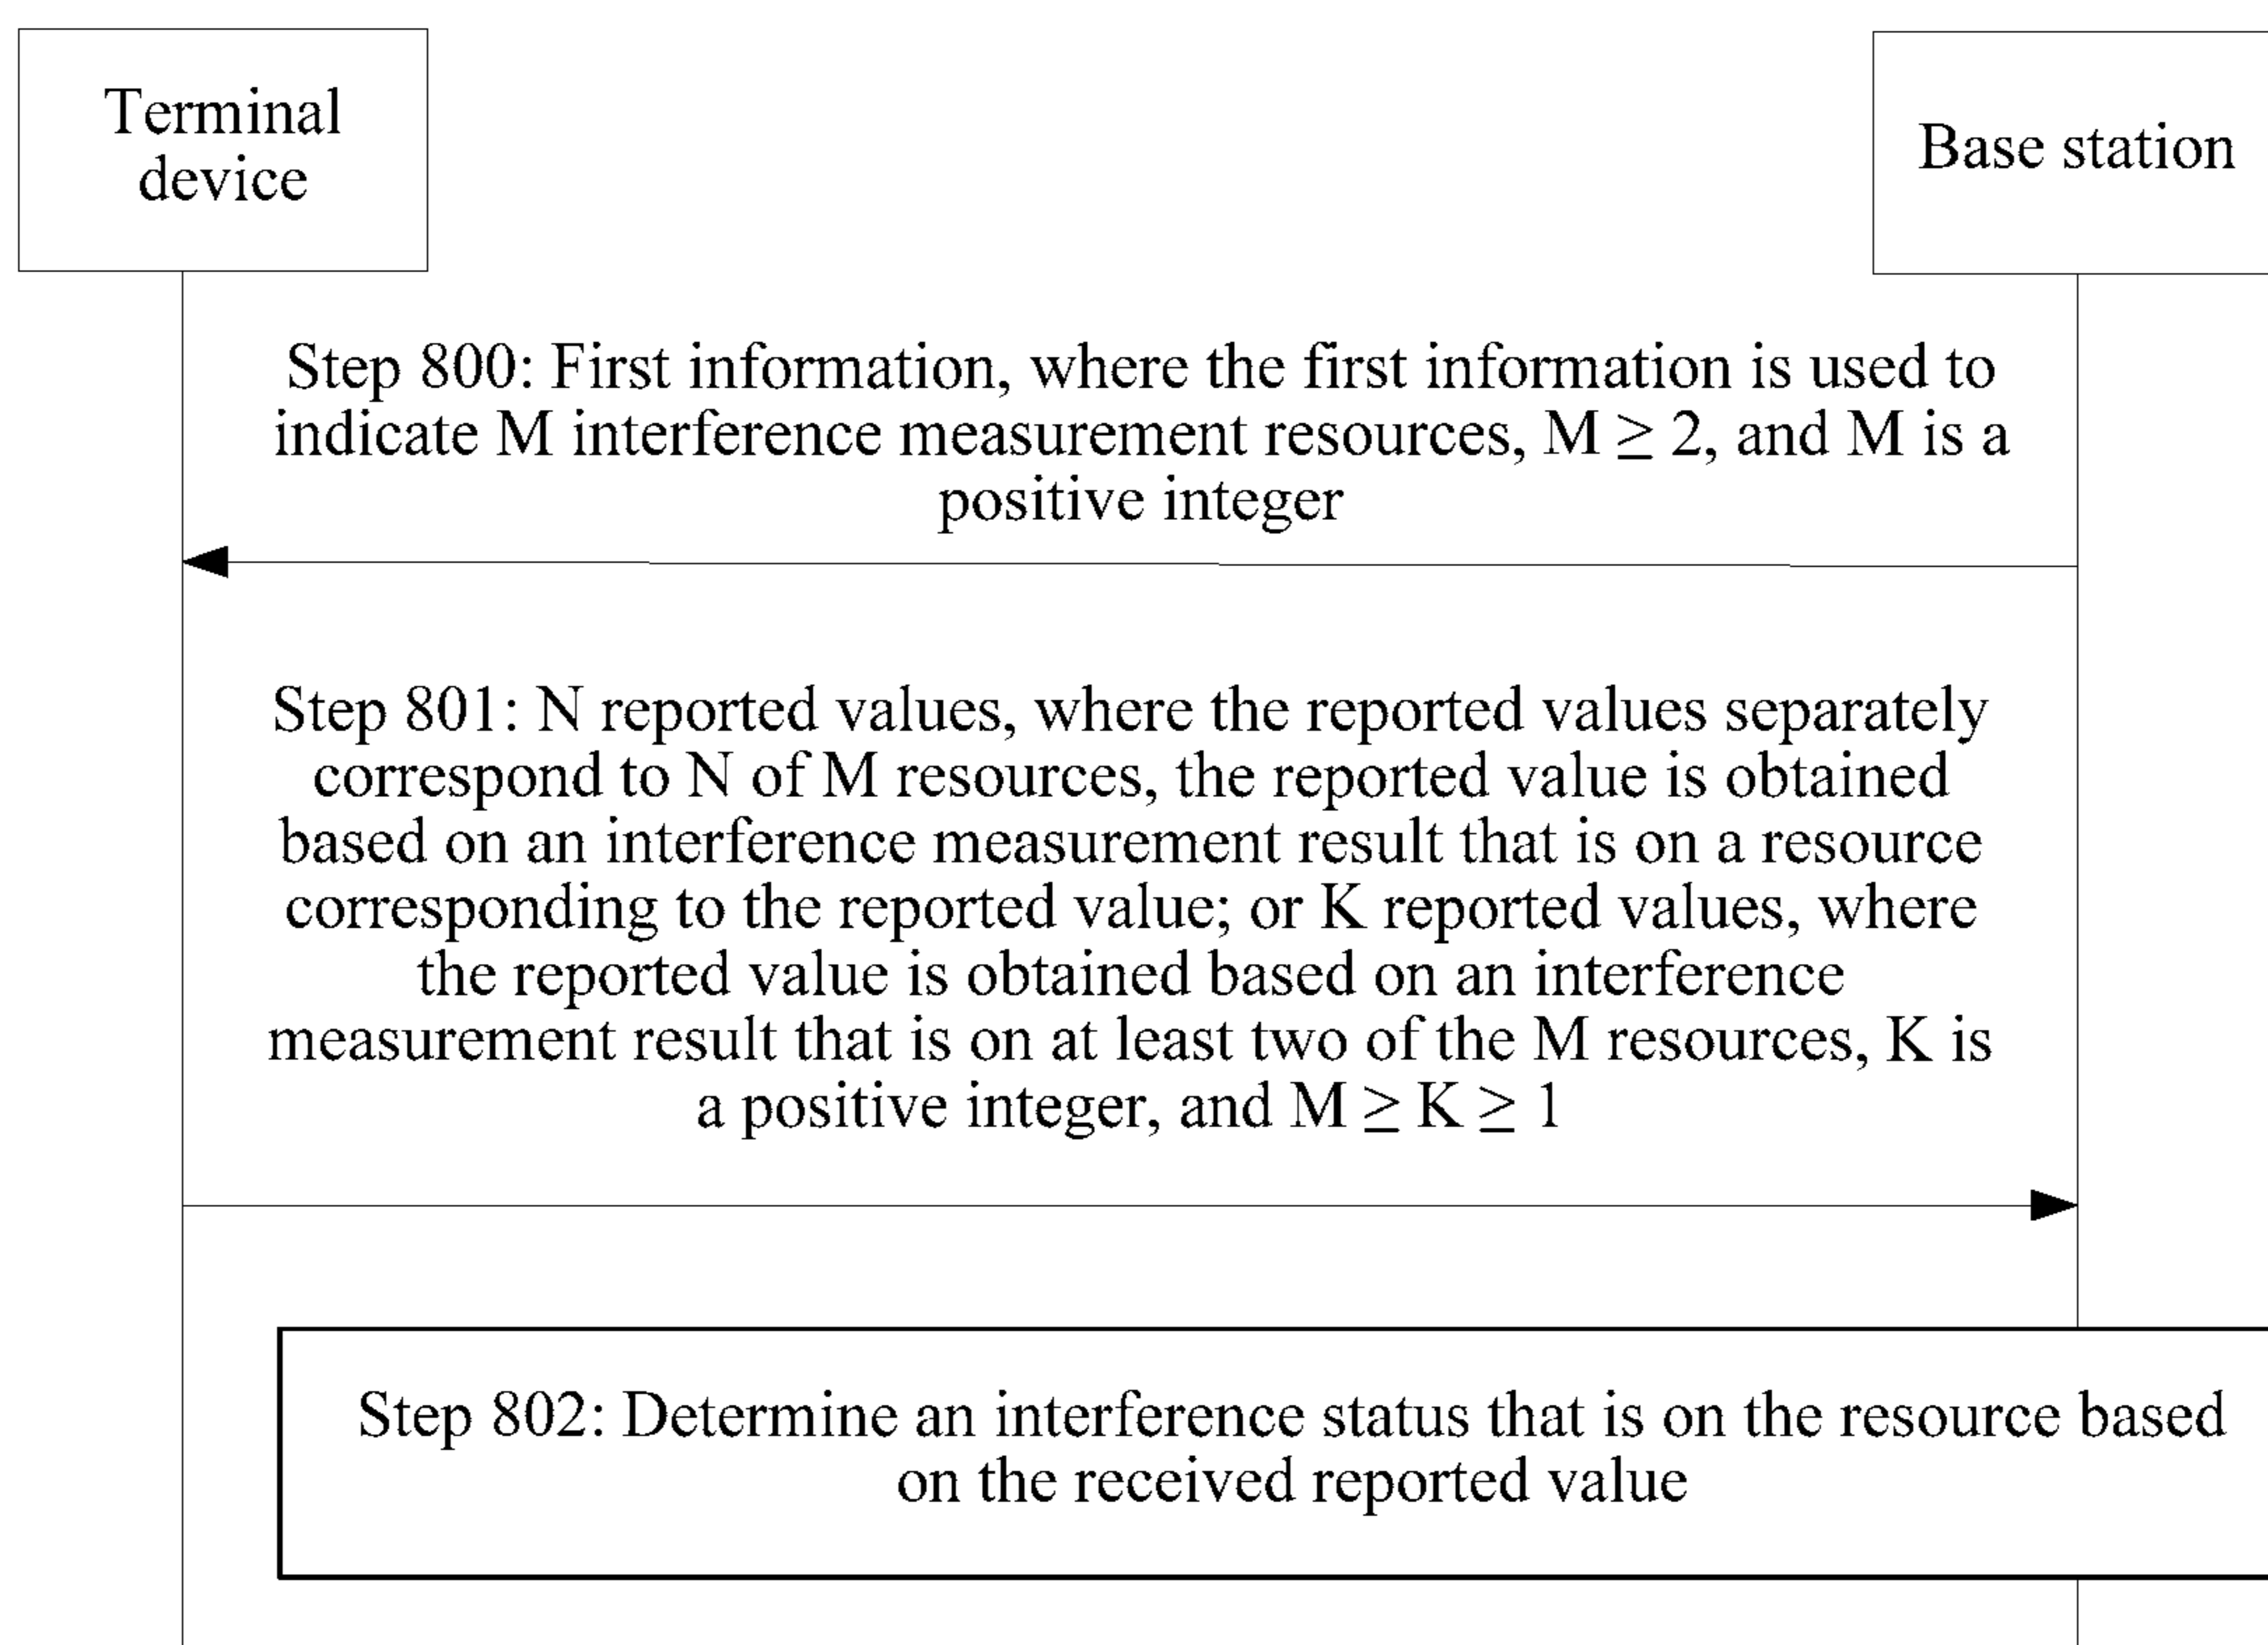 Terminal
device
Base station
Step 800: First information, where the first information is used to
indicate M interference measurement resources, M ≥ 2, and M is a
positive integer
Step 801: N reported values, where the reported values separately
correspond to N of M resources, the reported value is obtained
based on an interference measurement result that is on a resource
corresponding to the reported value; or K reported values, where
the reported value is obtained based on an interference
measurement result that is on at least two of the M resources, K is
a positive integer, and M ≥ K ≥ 1
Step 802: Determine an interference status that is on the resource based
on the received reported value